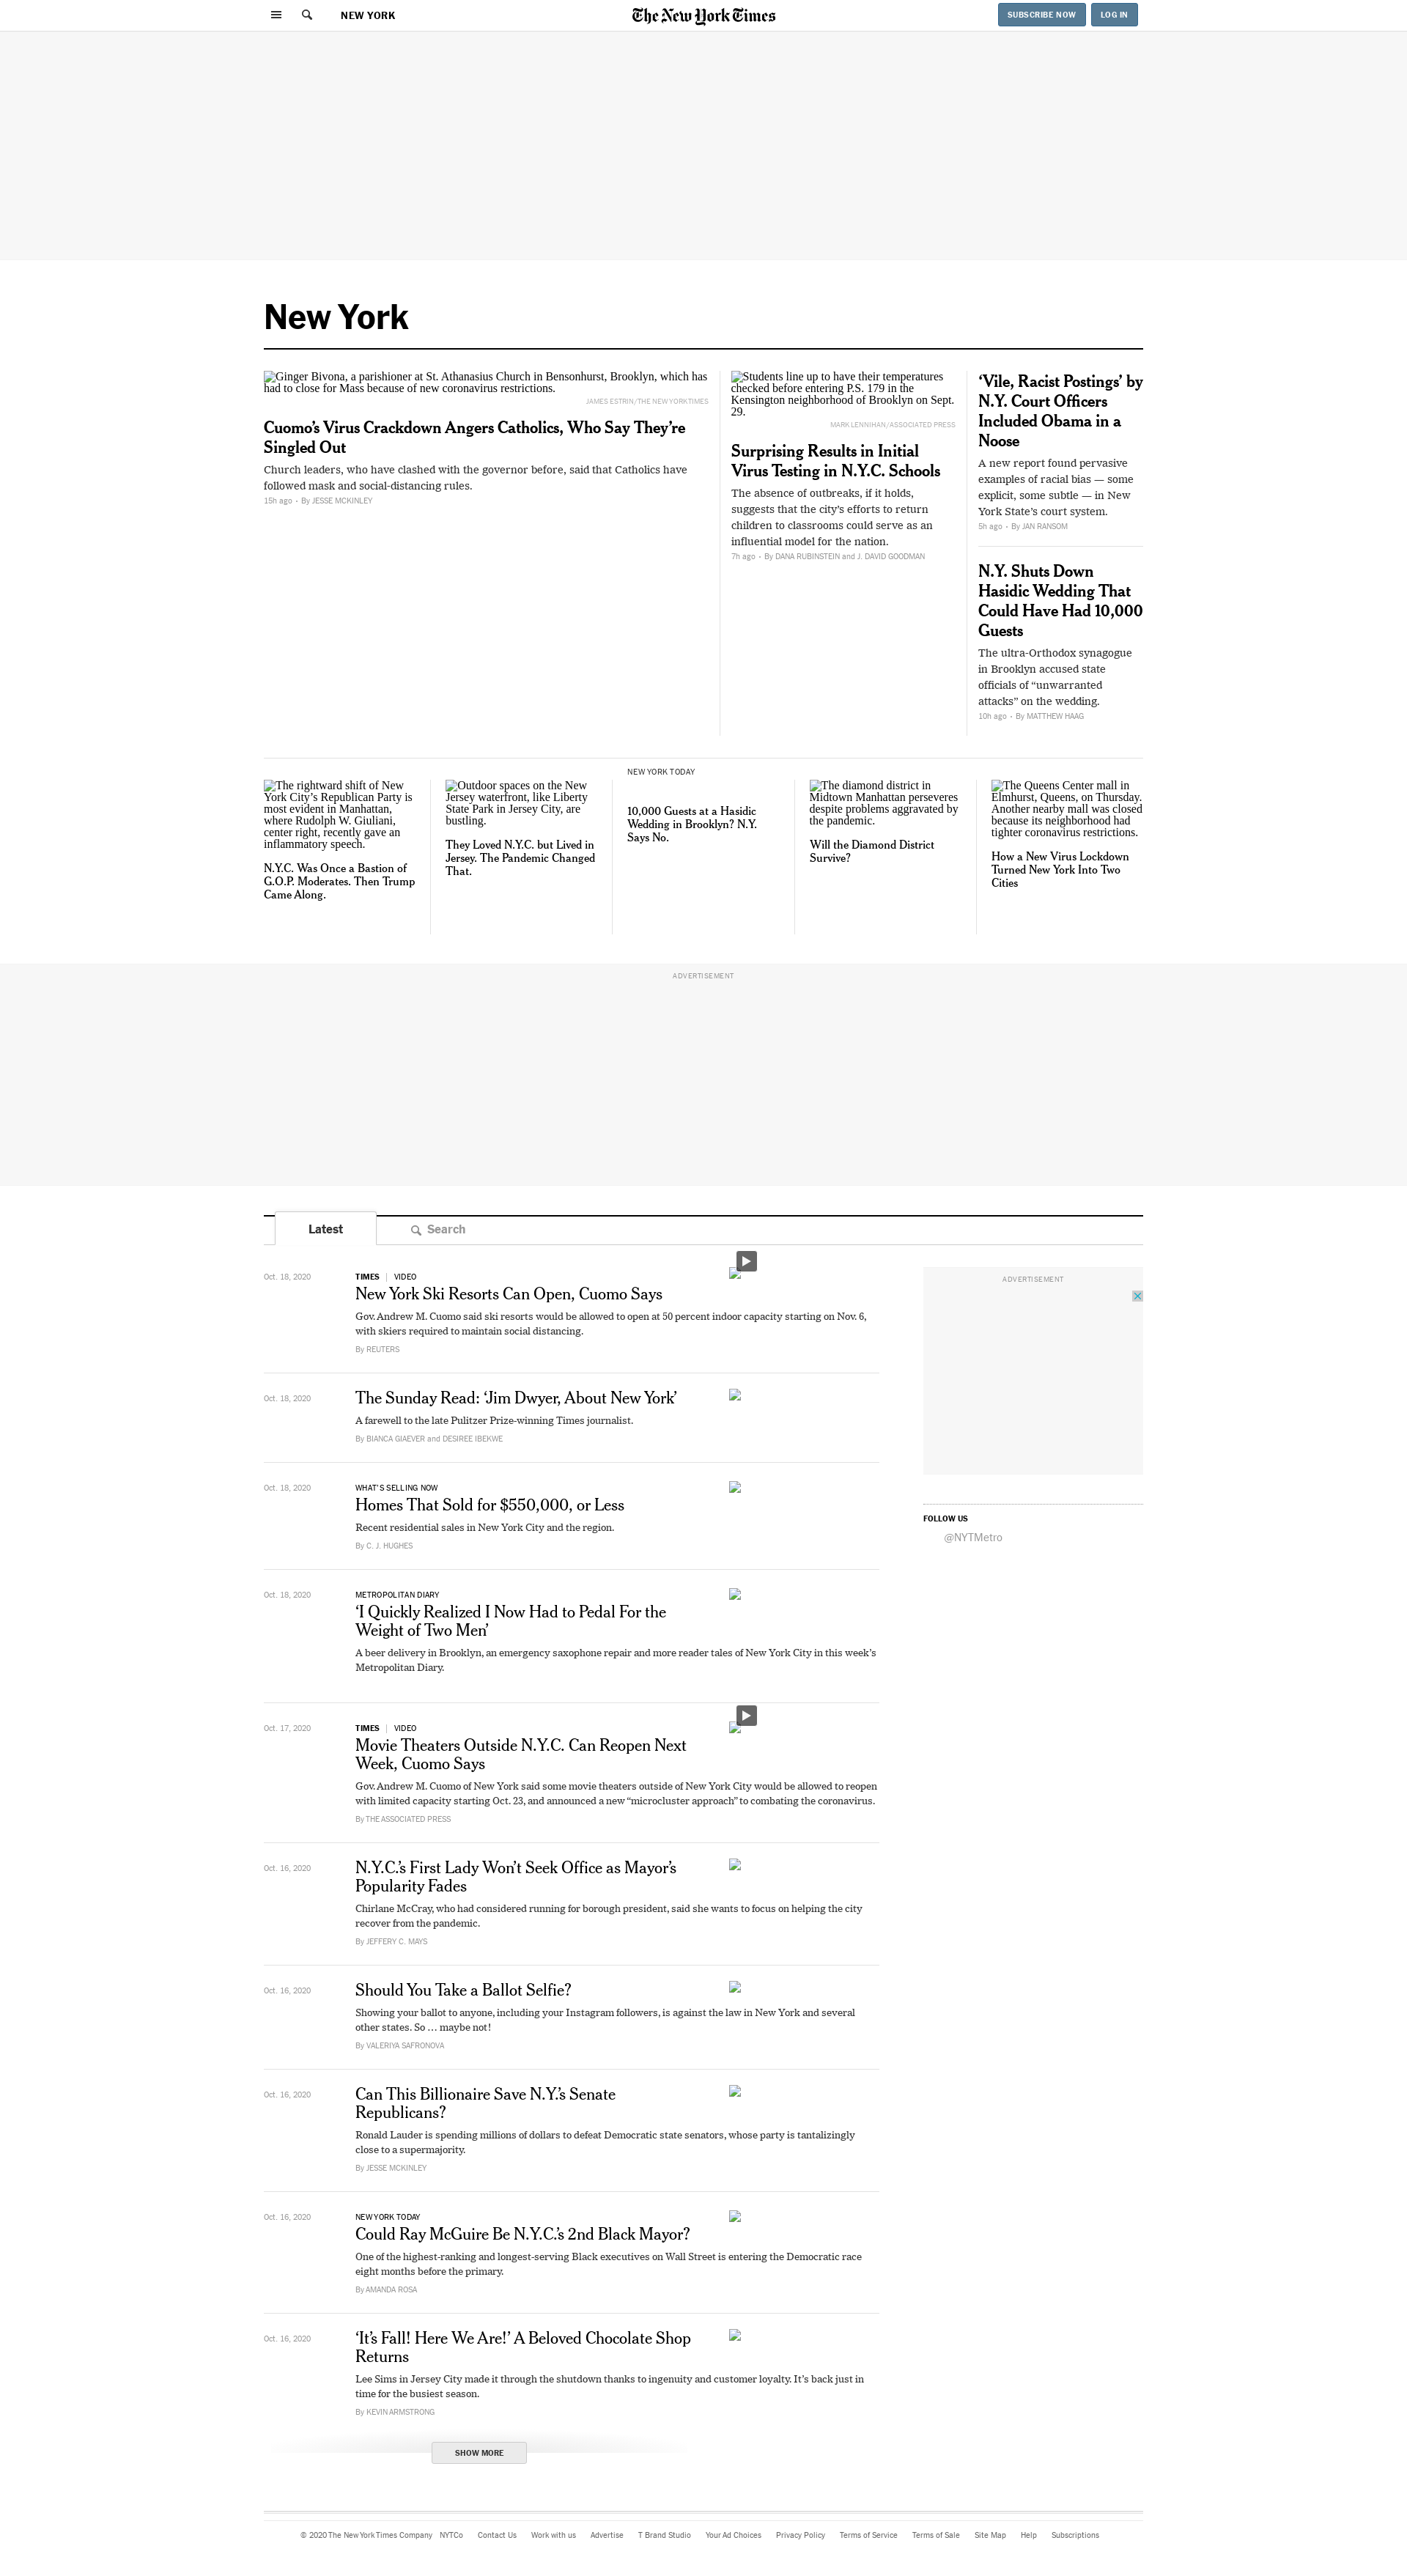 NEW YORK
The New York Times
SUBSCRIBE NOW
LOG IN
New York
Ginger Bivona, a parishioner at St. Athanasius Church in Bensonhurst, Brooklyn, which has
had to close for Mass because of new coronavirus restrictions.
JAMES ESTRIN/THE NEW YORK TIMES
Cuomo’s Virus Crackdown Angers Catholics, Who Say They’re
Singled Out
Church leaders, who have clashed with the governor before, said that Catholics have
followed mask and social-distancing rules.
15h ago • By JESSE MCKINLEY
Students line up to have their temperatures
checked before entering P.S. 179 in the
Kensington neighborhood of Brooklyn on Sept.
29.
MARK LENNIHAN/ASSOCIATED PRESS
Surprising Results in Initial
Virus Testing in N.Y.C. Schools
The absence of outbreaks, if it holds,
suggests that the city’s efforts to return
children to classrooms could serve as an
influential model for the nation.
7h ago • By DANA RUBINSTEIN and J. DAVID GOODMAN
‘Vile, Racist Postings’ by
N.Y. Court Officers
Included Obama in a
Noose
A new report found pervasive
examples of racial bias — some
explicit, some subtle — in New
York State’s court system.
5h ago • By JAN RANSOM
N.Y. Shuts Down
Hasidic Wedding That
Could Have Had 10,000
Guests
The ultra-Orthodox synagogue
in Brooklyn accused state
officials of “unwarranted
attacks” on the wedding.
10h ago • By MATTHEW HAAG
The rightward shift of New
York City’s Republican Party is
most evident in Manhattan,
where Rudolph W. Giuliani,
center right, recently gave an
inflammatory speech.
N.Y.C. Was Once a Bastion of
G.O.P. Moderates. Then Trump
Came Along.
Outdoor spaces on the New
Jersey waterfront, like Liberty
State Park in Jersey City, are
bustling.
They Loved N.Y.C. but Lived in
Jersey. The Pandemic Changed
That.
NEW YORK TODAY
10,000 Guests at a Hasidic
Wedding in Brooklyn? N.Y.
Says No.
The diamond district in
Midtown Manhattan perseveres
despite problems aggravated by
the pandemic.
Will the Diamond District
Survive?
The Queens Center mall in
Elmhurst, Queens, on Thursday.
Another nearby mall was closed
because its neighborhood had
tighter coronavirus restrictions.
How a New Virus Lockdown
Turned New York Into Two
Cities
ADVERTISEMENT
Latest
Search
Oct. 18, 2020
TIMES | VIDEO
New York Ski Resorts Can Open, Cuomo Says
Gov. Andrew M. Cuomo said ski resorts would be allowed to open at 50 percent indoor capacity starting on Nov. 6,
with skiers required to maintain social distancing.
By REUTERS
ADVERTISEMENT
Oct. 18, 2020
The Sunday Read: ‘Jim Dwyer, About New York’
A farewell to the late Pulitzer Prize-winning Times journalist.
By BIANCA GIAEVER and DESIREE IBEKWE
Oct. 18, 2020
WHAT'S SELLING NOW
Homes That Sold for $550,000, or Less
Recent residential sales in New York City and the region.
By C. J. HUGHES
FOLLOW US
@NYTMetro
Oct. 18, 2020
METROPOLITAN DIARY
‘I Quickly Realized I Now Had to Pedal For the
Weight of Two Men’
A beer delivery in Brooklyn, an emergency saxophone repair and more reader tales of New York City in this week’s
Metropolitan Diary.
Oct. 17, 2020
TIMES | VIDEO
Movie Theaters Outside N.Y.C. Can Reopen Next
Week, Cuomo Says
Gov. Andrew M. Cuomo of New York said some movie theaters outside of New York City would be allowed to reopen
with limited capacity starting Oct. 23, and announced a new “microcluster approach” to combating the coronavirus.
By THE ASSOCIATED PRESS
Oct. 16, 2020
N.Y.C.’s First Lady Won’t Seek Office as Mayor’s
Popularity Fades
Chirlane McCray, who had considered running for borough president, said she wants to focus on helping the city
recover from the pandemic.
By JEFFERY C. MAYS
Oct. 16, 2020
Should You Take a Ballot Selfie?
Showing your ballot to anyone, including your Instagram followers, is against the law in New York and several
other states. So … maybe not!
By VALERIYA SAFRONOVA
Oct. 16, 2020
Can This Billionaire Save N.Y.’s Senate
Republicans?
Ronald Lauder is spending millions of dollars to defeat Democratic state senators, whose party is tantalizingly
close to a supermajority.
By JESSE MCKINLEY
Oct. 16, 2020
NEW YORK TODAY
Could Ray McGuire Be N.Y.C.’s 2nd Black Mayor?
One of the highest-ranking and longest-serving Black executives on Wall Street is entering the Democratic race
eight months before the primary.
By AMANDA ROSA
Oct. 16, 2020
‘It’s Fall! Here We Are!’ A Beloved Chocolate Shop
Returns
Lee Sims in Jersey City made it through the shutdown thanks to ingenuity and customer loyalty. It’s back just in
time for the busiest season.
By KEVIN ARMSTRONG
SHOW MORE
© 2020 The New York Times Company NYTCo Contact Us Work with us Advertise T Brand Studio Your Ad Choices Privacy Policy Terms of Service Terms of Sale Site Map Help Subscriptions